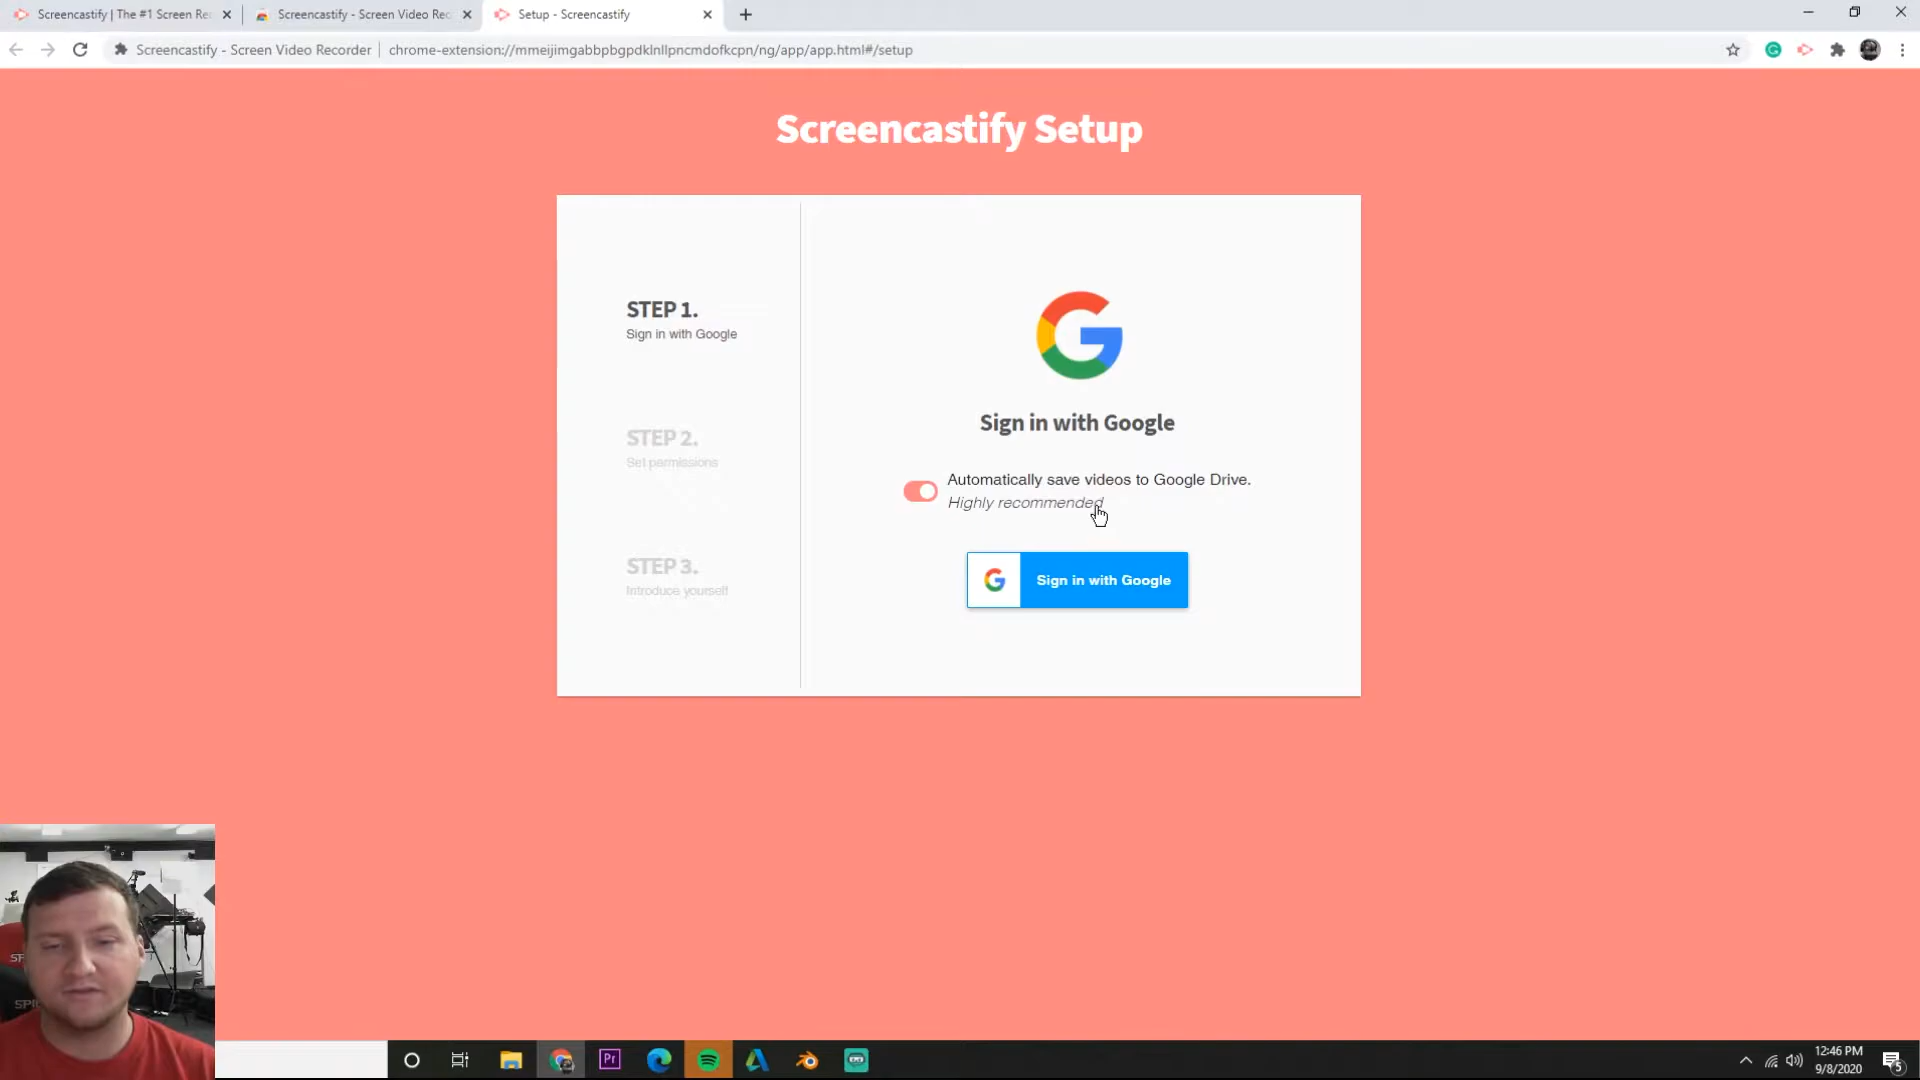 Screencastify | The #1 Screen Re
Screencastify - Screen Video Rec
Setup - Screencastify
Screencastify - Screen Video Recorder
chrome-extension://mmeijimgabbpbgpdklnllpncmdofkcpn/ng/app/app.html#/setup
Screencastify Setup
STEP 1.
Sign in with Google
STEP 2.
Set permissions
STEP 3.
Introduce yourself
Sign in with Google
Automatically save videos to Google Drive.
Highly recommended
Sign in with Google
Pr
12:46 PM
9/8/2020
5